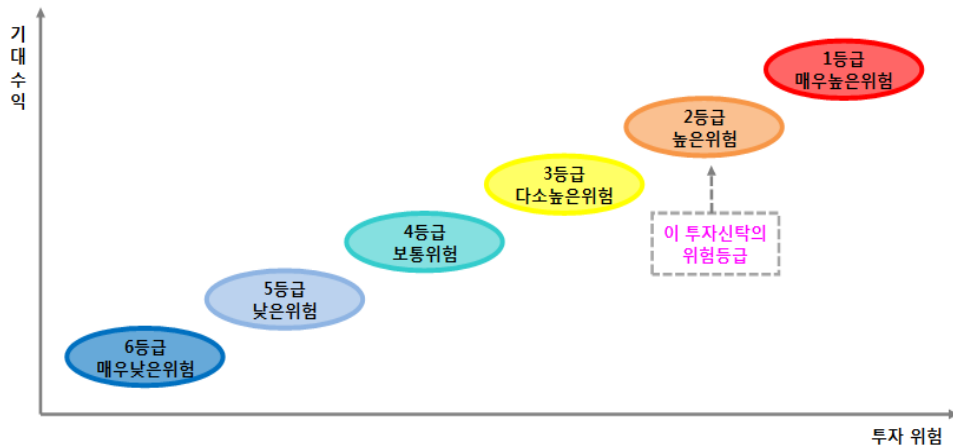 기대수익
1등급
매우높은위험
2등급
높은위험
3등급
다소높은위험
이 투자신탁의
위험등급
4등급
보통위험
5등급
낮은위험
6등급
매우낮은위험
투자 위험